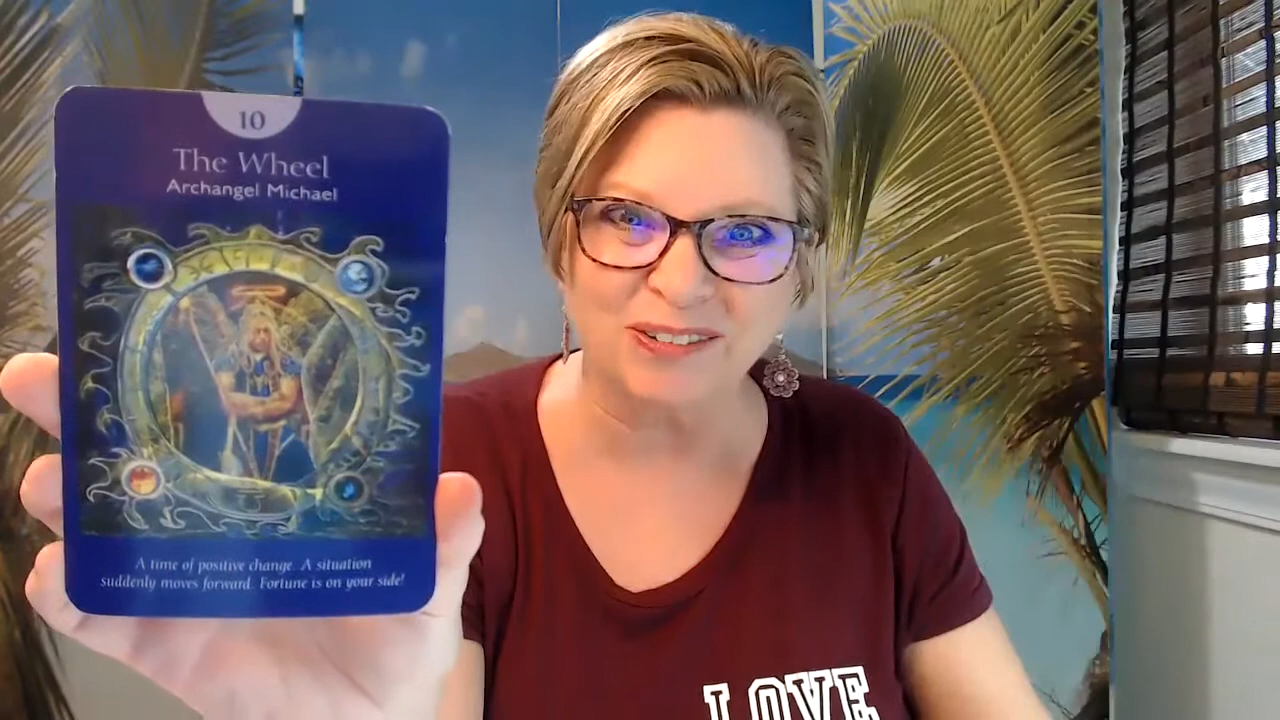 10
The Wheel
Archangel Michael
A time of positive change. A situation
suddenly moves forward. Fortune is on your side!
LOVE